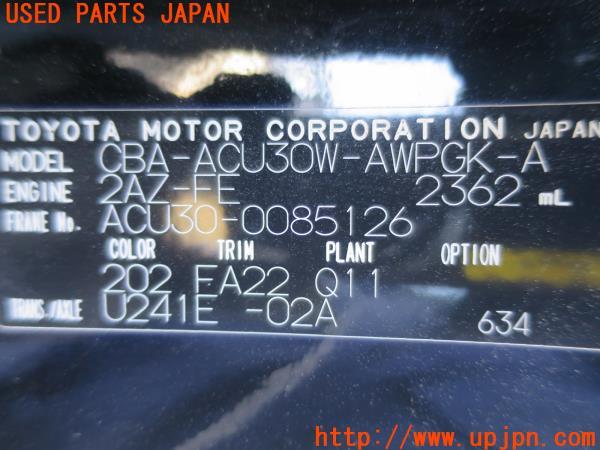 USED PARTS JAPAN
TOYOTA MOTOR CORPORATION JAPAN
MODEL CBA-ACU30W-AWPGK-A
ENGINE 2AZ-FE 2362 mL
FRAME No. ACU30-0085126
COLOR TRIM PLANT OPTION
202 FA22 Q11
TRANS./AXLE U241E -02A 634
UPJ http://www.upjpn.com